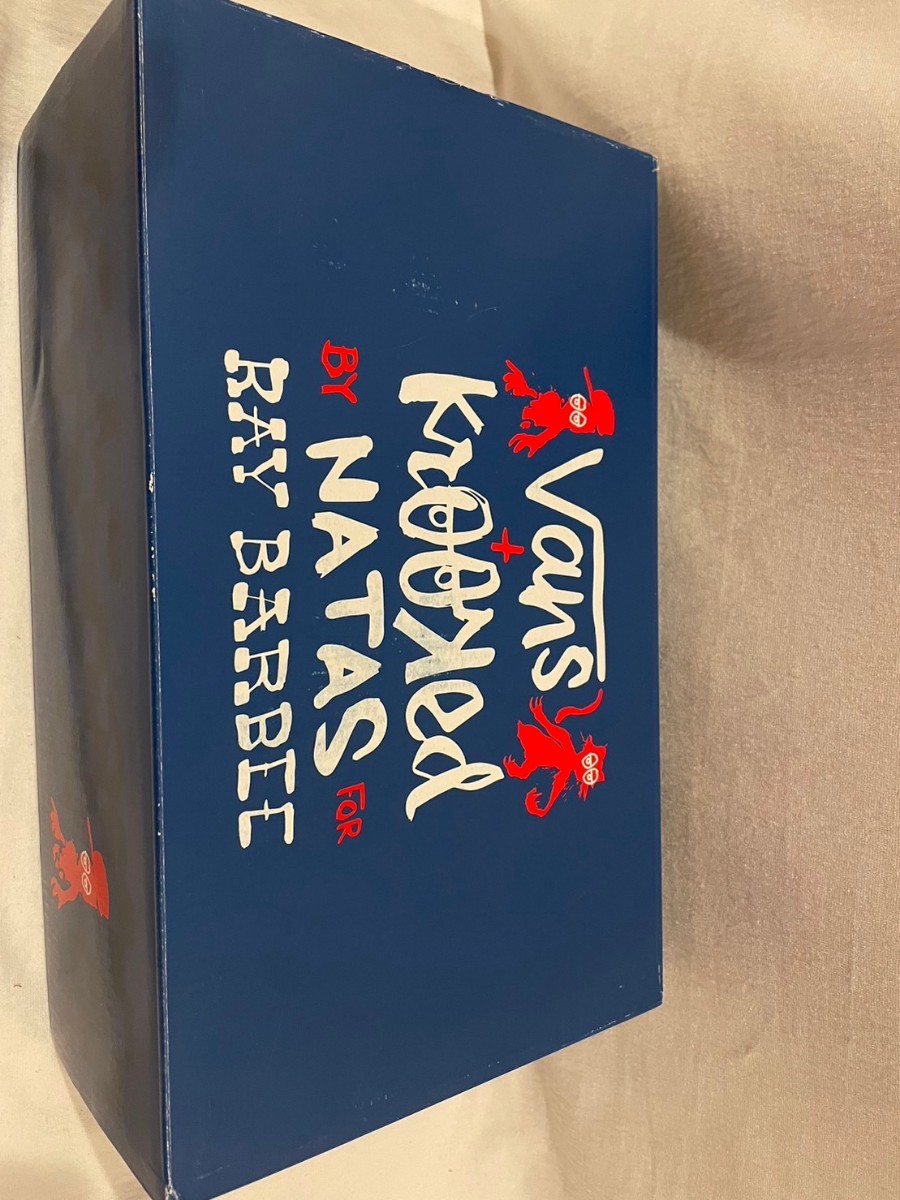 Vans
+
KrOOKed
BY NATAS FOR
RAY BARBEE